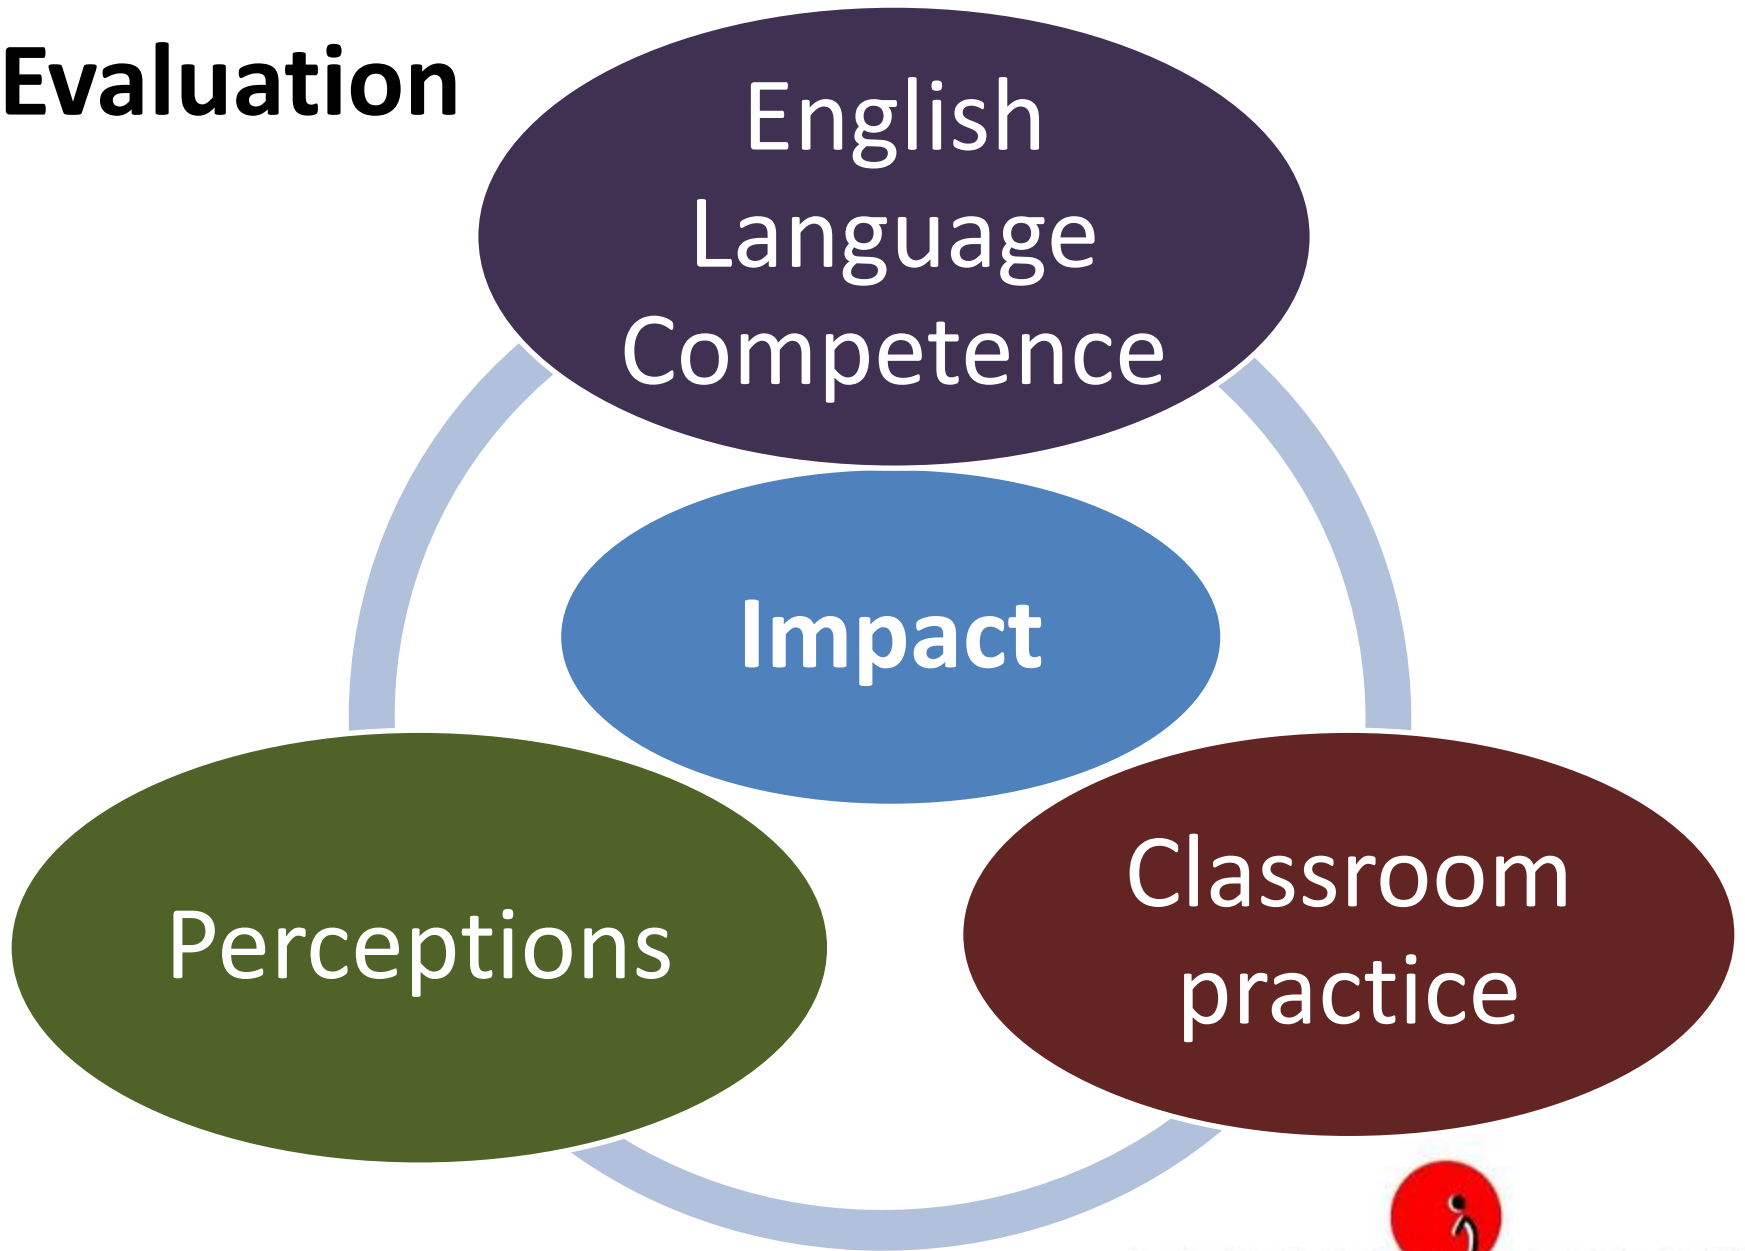 Evaluation
English
Language
Competence
Impact
Perceptions
Classroom
practice